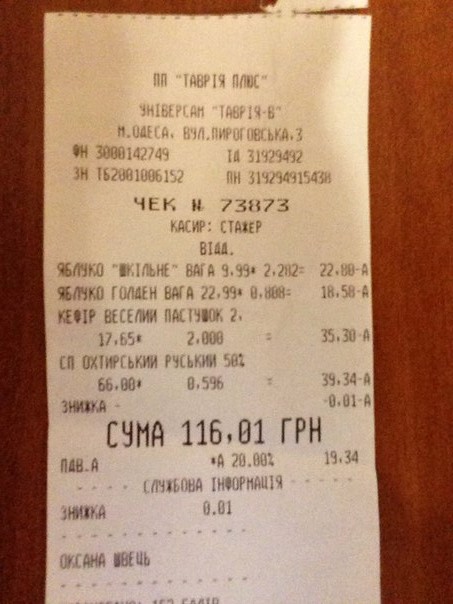 ПП "ТАВРІЯ ПЛЮС"
УНІВЕРСАМ "ТАВРІЯ-В"
М.ОДЕСА, ВУЛ.ПИРОГОВСЬКА,3
ФН 3000142749 ІД 31929492
ЗН ТБ2001006152 ПН 319294915430
ЧЕК № 73873
КАСИР: СТАЖЕР
ВІДД.
ЯБЛУКО "ШКІЛЬНЕ" ВАГА 9,99* 2,282= 22,80-А
ЯБЛУКО ГОЛДЕН ВАГА 22,99* 0,808= 18,58-А
КЕФІР ВЕСЕЛИЙ ПАСТУШОК 2,
17,65* 2,000 = 35,30-А
СП ОХТИРСЬКИЙ РУСЬКИЙ 50%
66,00* 0,596 = 39,34-А
ЗНИЖКА - -0,01-А
СУМА 116,01 ГРН
ПДВ.А *А 20.00% 19,34
- - - - СЛУЖБОВА ІНФОРМАЦІЯ - - - -
ЗНИЖКА 0.01
- - - - - - - - - -
ОКСАНА ШВЕЦЬ
- - - - - - - - - -